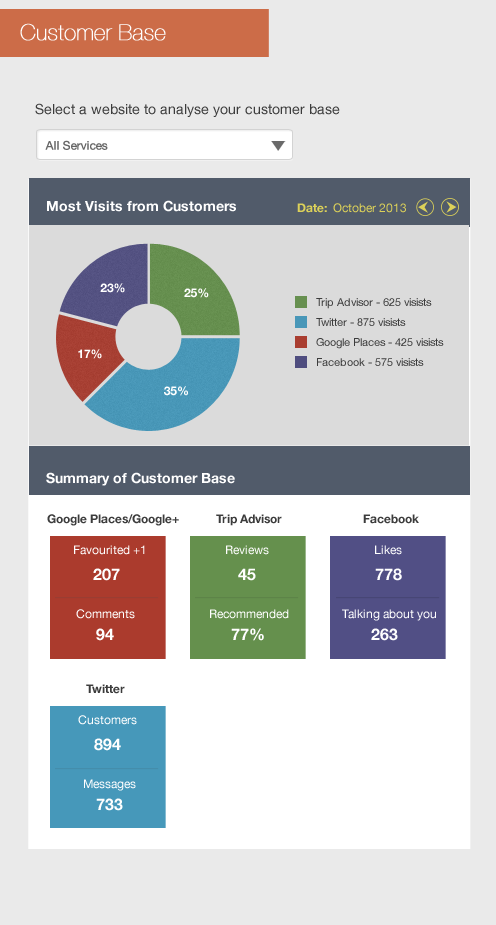 Customer Base
Select a website to analyse your customer base
All Services
Most Visits from Customers
Date: October 2013
23%
25%
17%
35%
Trip Advisor - 625 visists
Twitter - 875 visists
Google Places - 425 visists
Facebook - 575 visists
Summary of Customer Base
Google Places/Google+
Trip Advisor
Facebook
Favourited +1
207
Comments
94
Reviews
45
Recommended
77%
Likes
778
Talking about you
263
Twitter
Customers
894
Messages
733